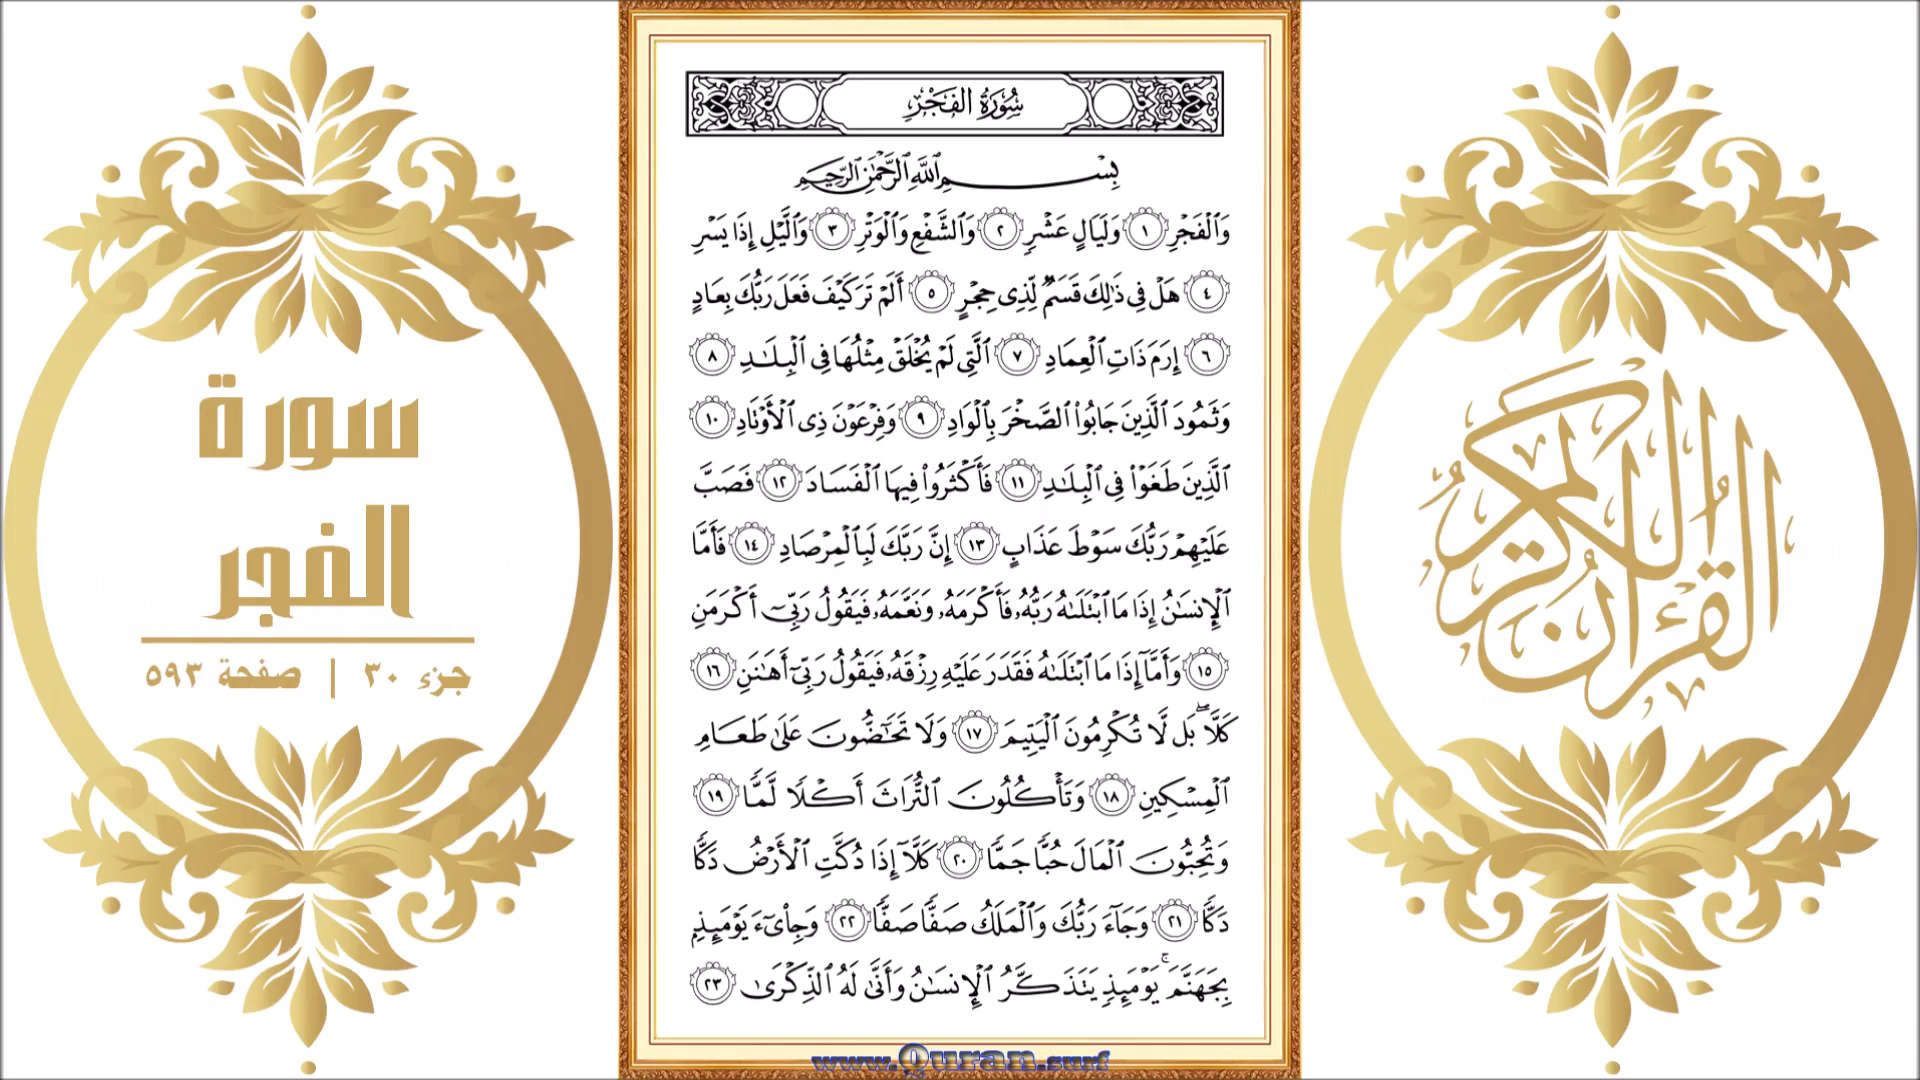 سُورَةُ الفَجْرِ
بِسْمِ ٱللَّهِ ٱلرَّحْمَٰنِ ٱلرَّحِيمِ
وَٱلْفَجْرِ ١ وَلَيَالٍ عَشْرٍ ٢ وَٱلشَّفْعِ وَٱلْوَتْرِ ٣ وَٱلَّيْلِ إِذَا يَسْرِ
٤ هَلْ فِى ذَٰلِكَ قَسَمٌ لِّذِى حِجْرٍ ٥ أَلَمْ تَرَ كَيْفَ فَعَلَ رَبُّكَ بِعَادٍ
٦ إِرَمَ ذَاتِ ٱلْعِمَادِ ٧ ٱلَّتِى لَمْ يُخْلَقْ مِثْلُهَا فِى ٱلْبِلَٰدِ ٨
وَثَمُودَ ٱلَّذِينَ جَابُوا۟ ٱلصَّخْرَ بِٱلْوَادِ ٩ وَفِرْعَوْنَ ذِى ٱلْأَوْتَادِ ١٠
ٱلَّذِينَ طَغَوْا۟ فِى ٱلْبِلَٰدِ ١١ فَأَكْثَرُوا۟ فِيهَا ٱلْفَسَادَ ١٢ فَصَبَّ
عَلَيْهِمْ رَبُّكَ سَوْطَ عَذَابٍ ١٣ إِنَّ رَبَّكَ لَبِٱلْمِرْصَادِ ١٤ فَأَمَّا
ٱلْإِنسَٰنُ إِذَا مَا ٱبْتَلَىٰهُ رَبُّهُۥ فَأَكْرَمَهُۥ وَنَعَّمَهُۥ فَيَقُولُ رَبِّىٓ أَكْرَمَنِ
١٥ وَأَمَّآ إِذَا مَا ٱبْتَلَىٰهُ فَقَدَرَ عَلَيْهِ رِزْقَهُۥ فَيَقُولُ رَبِّىٓ أَهَٰنَنِ ١٦
كَلَّا ۖ بَل لَّا تُكْرِمُونَ ٱلْيَتِيمَ ١٧ وَلَا تَحَٰٓضُّونَ عَلَىٰ طَعَامِ
ٱلْمِسْكِينِ ١٨ وَتَأْكُلُونَ ٱلتُّرَاثَ أَكْلًا لَّمًّا ١٩
وَتُحِبُّونَ ٱلْمَالَ حُبًّا جَمًّا ٢٠ كَلَّآ إِذَا دُكَّتِ ٱلْأَرْضُ دَكًّا
دَكًّا ٢١ وَجَآءَ رَبُّكَ وَٱلْمَلَكُ صَفًّا صَفًّا ٢٢ وَجِا۟ىٓءَ يَوْمَئِذٍۭ
بِجَهَنَّمَ ۚ يَوْمَئِذٍ يَتَذَكَّرُ ٱلْإِنسَٰنُ وَأَنَّىٰ لَهُ ٱلذِّكْرَىٰ ٢٣
www.Quran.surf
القرآن الكريم
سورة
الفجر
جزء ٣٠ | صفحة ٥٩٣